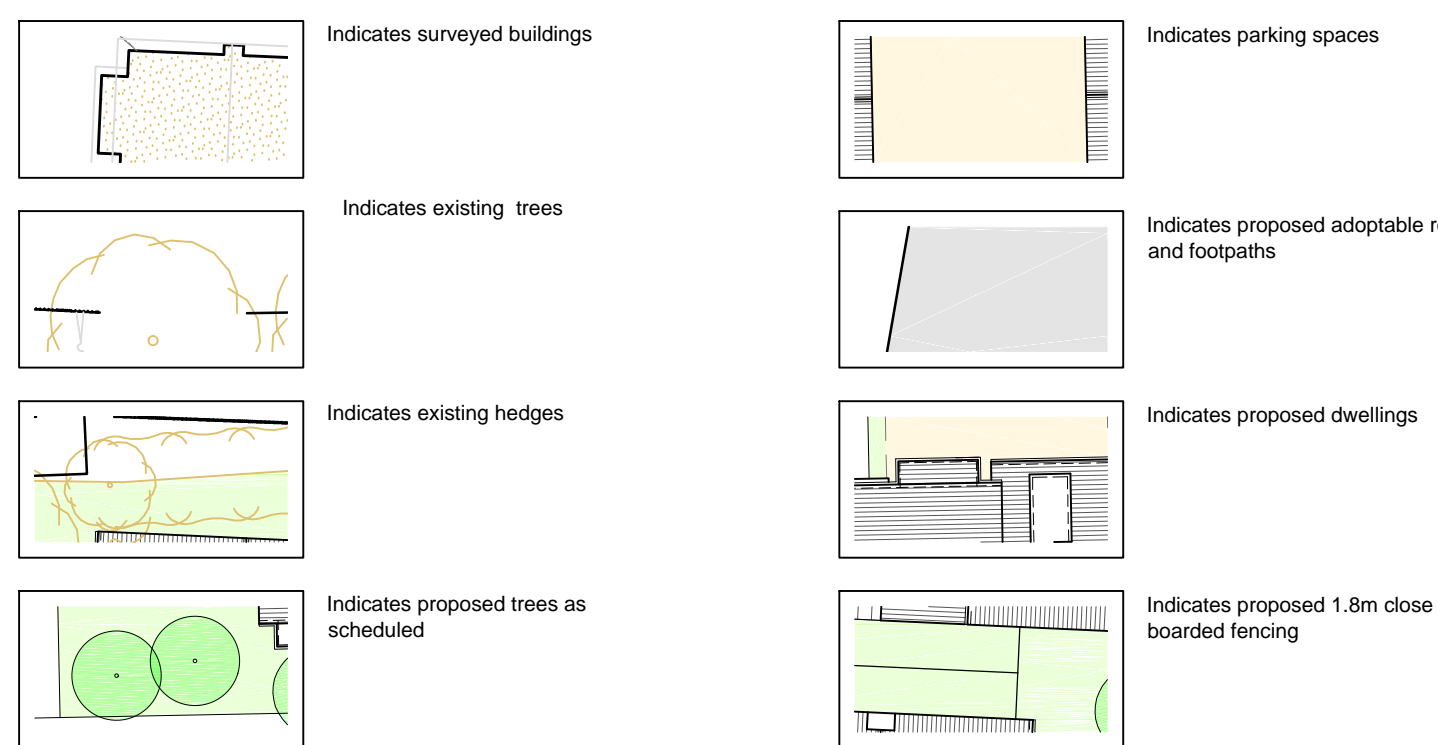 Indicates surveyed buildings
Indicates existing trees
Indicates existing hedges
Indicates proposed trees as
scheduled
Indicates parking spaces
Indicates proposed adoptable
and footpaths
Indicates proposed dwellings
Indicates proposed 1.8m close
boarded fencing